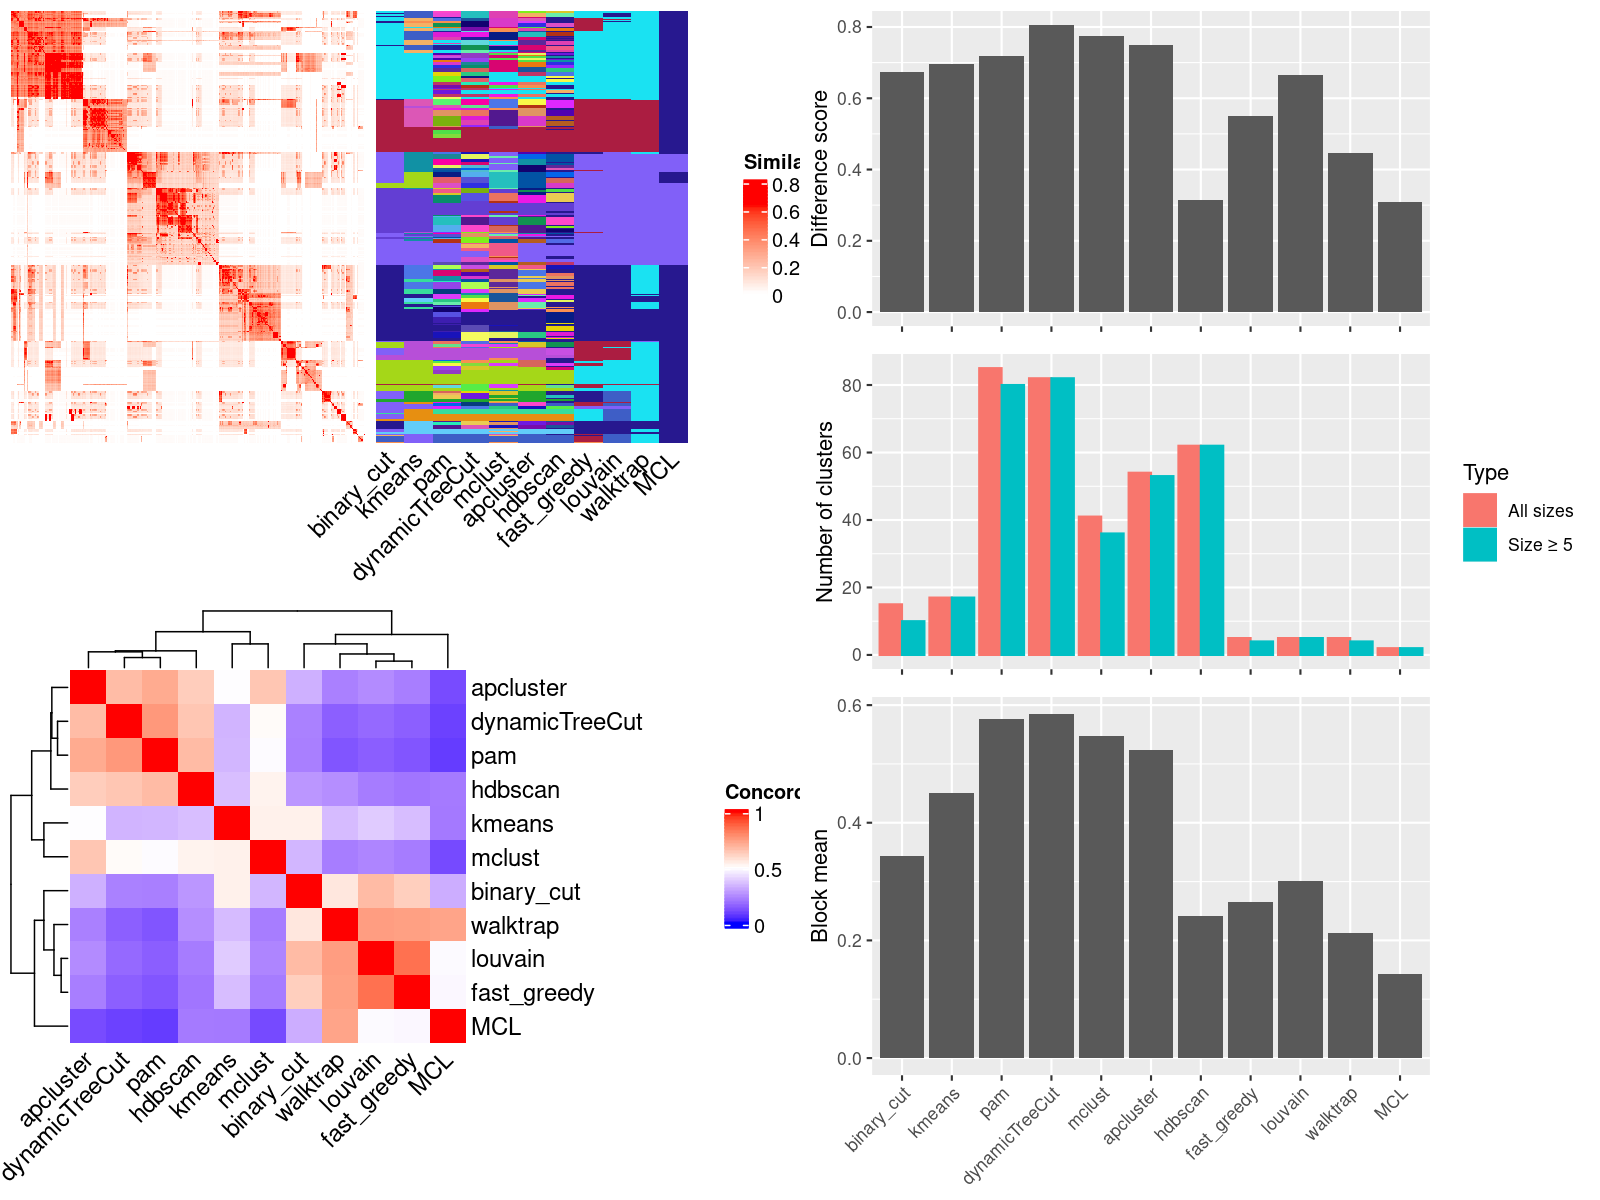 Simila
0.8
0.6
0.4
0.2
0
binary_cut
kmeans
pam
dynamicTreeCut
mclust
apcluster
hdbscan
fast_greedy
louvain
walktrap
MCL
apcluster
dynamicTreeCut
pam
hdbscan
kmeans
mclust
binary_cut
walktrap
louvain
fast_greedy
MCL
apcluster
dynamicTreeCut
pam
hdbscan
kmeans
mclust
binary_cut
walktrap
louvain
fast_greedy
MCL
Concord
1
0.5
0
Difference score
0.8
0.6
0.4
0.2
0.0
Number of clusters
80
60
40
20
0
Type
All sizes
Size ≥ 5
Block mean
0.6
0.4
0.2
0.0
binary_cut
kmeans
pam
dynamicTreeCut
mclust
apcluster
hdbscan
fast_greedy
louvain
walktrap
MCL